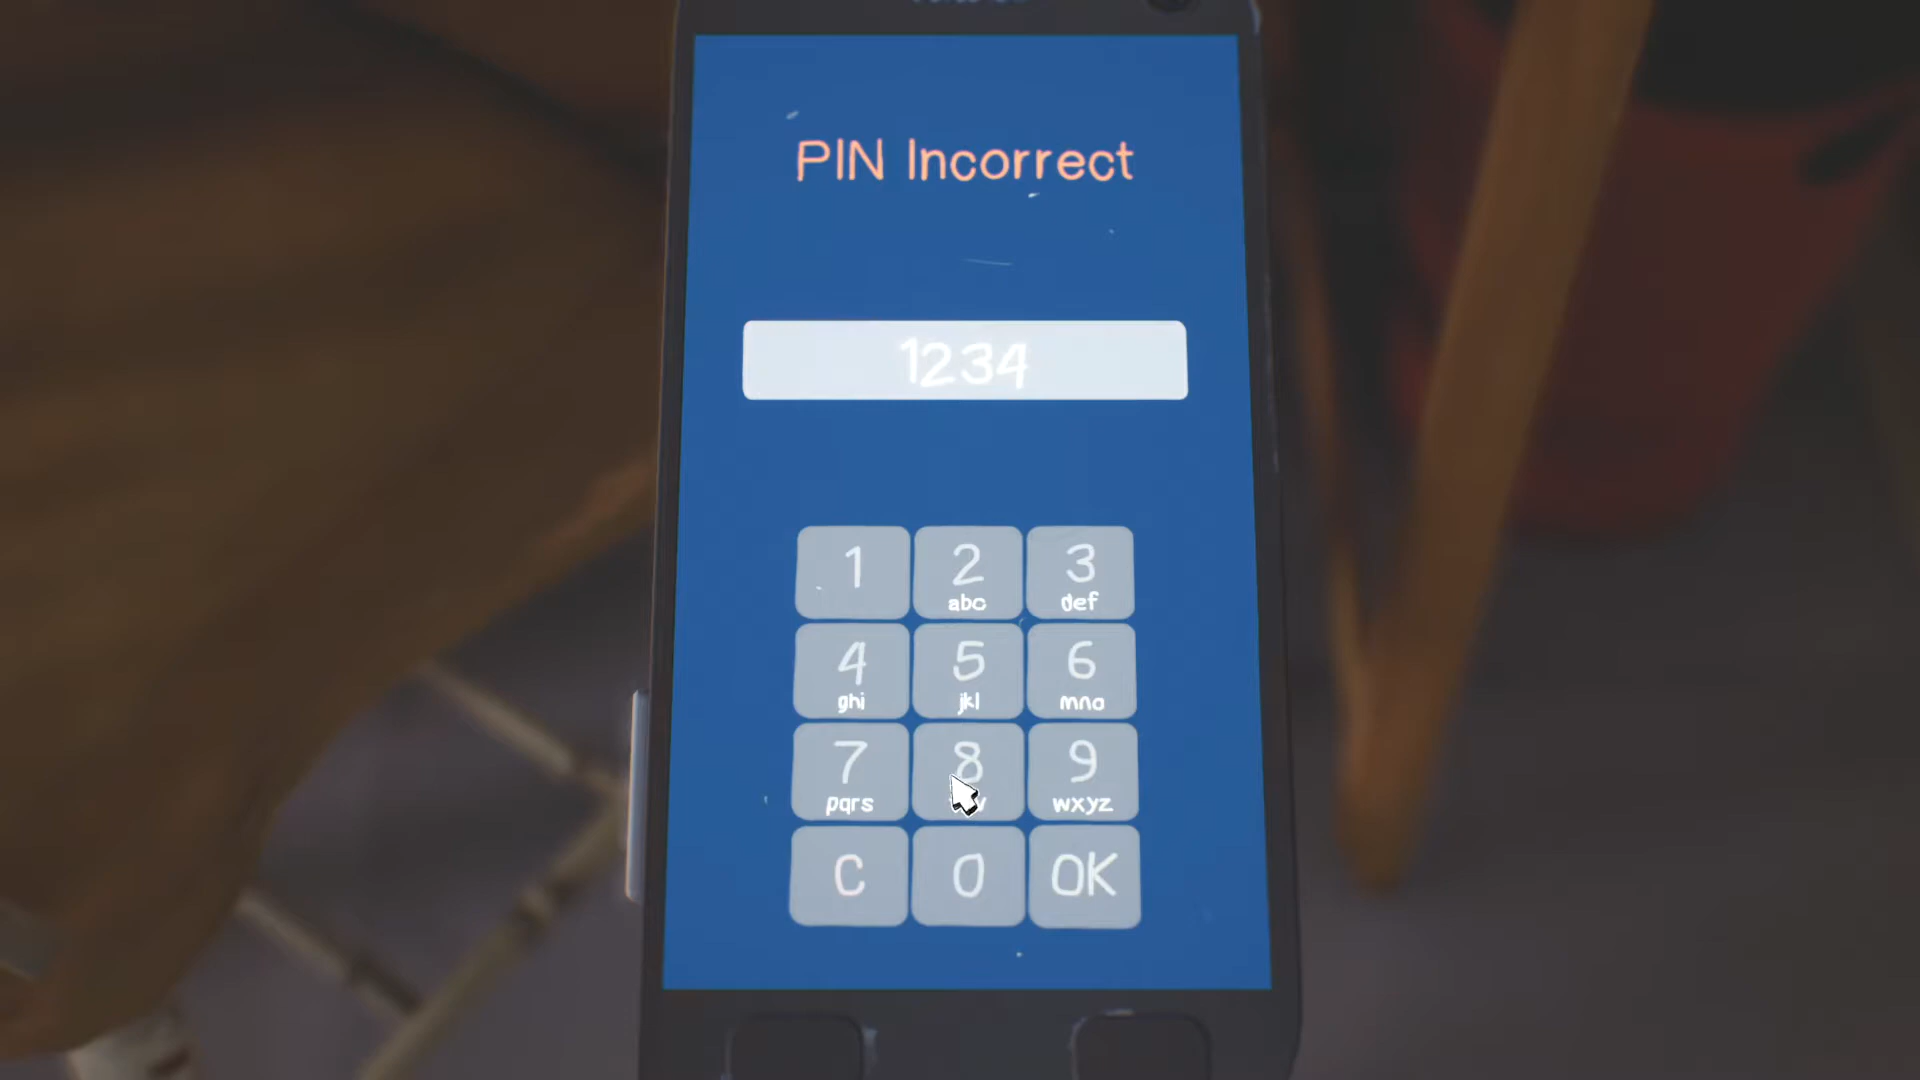 PIN Incorrect
1234
1 2 3
abc def
4 5 6
ghi jkl mno
7 8 9
pqrs wxyz
C 0 OK